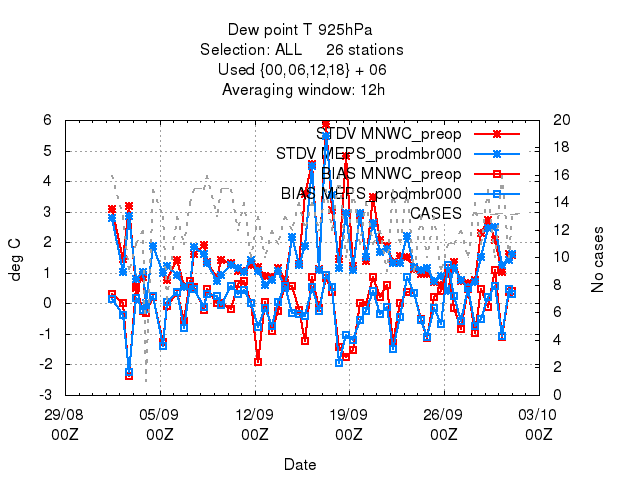 Dew point T 925hPa
Selection: ALL 26 stations
Used {00,06,12,18} + 06
Averaging window: 12h
STDV MNWC_preop
STDV MEPS_prodmbr000
BIAS MNWC_preop
BIAS MEPS_prodmbr000
CASES
deg C
6
5
4
3
2
1
0
-1
-2
-3
No cases
20
18
16
14
12
10
8
6
4
2
0
29/08 05/09 12/09 19/09 26/09 03/10
00Z 00Z 00Z 00Z 00Z 00Z
Date